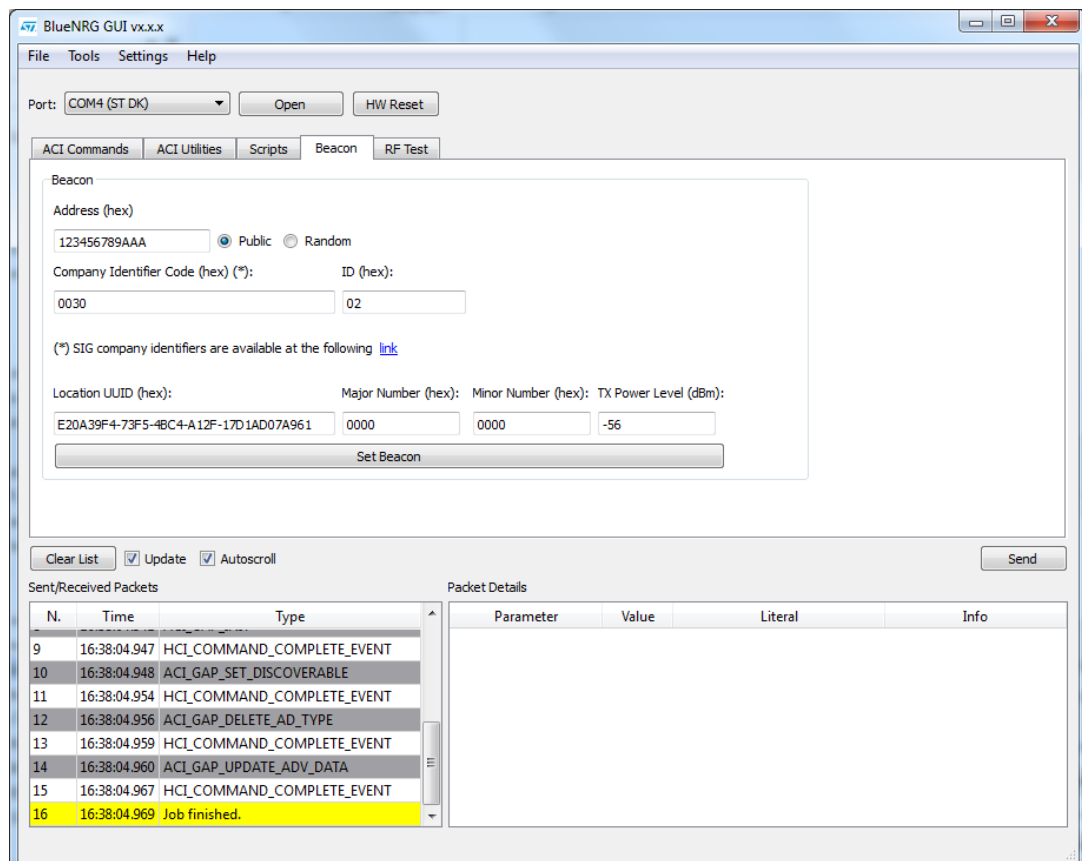 BlueNRG GUI vx.x.x
File Tools Settings Help
Port: COM4 (ST DK) Open HW Reset
ACI Commands ACI Utilities Scripts Beacon RF Test
Beacon
Address (hex)
123456789AAA Public Random
Company Identifier Code (hex) (*): ID (hex):
0030 02
(*) SIG company identifiers are available at the following link
Location UUID (hex): Major Number (hex): Minor Number (hex): TX Power Level (dBm):
E20A39F4-73F5-4BC4-A12F-17D1AD07A961 0000 0000 -56
Set Beacon
Clear List Update Autoscroll Send
Sent/Received Packets Packet Details
N. Time Type Parameter Value Literal Info
9 16:38:04.947 HCI_COMMAND_COMPLETE_EVENT
10 16:38:04.948 ACI_GAP_SET_DISCOVERABLE
11 16:38:04.954 HCI_COMMAND_COMPLETE_EVENT
12 16:38:04.956 ACI_GAP_DELETE_AD_TYPE
13 16:38:04.959 HCI_COMMAND_COMPLETE_EVENT
14 16:38:04.960 ACI_GAP_UPDATE_ADV_DATA
15 16:38:04.967 HCI_COMMAND_COMPLETE_EVENT
16 16:38:04.969 Job finished.